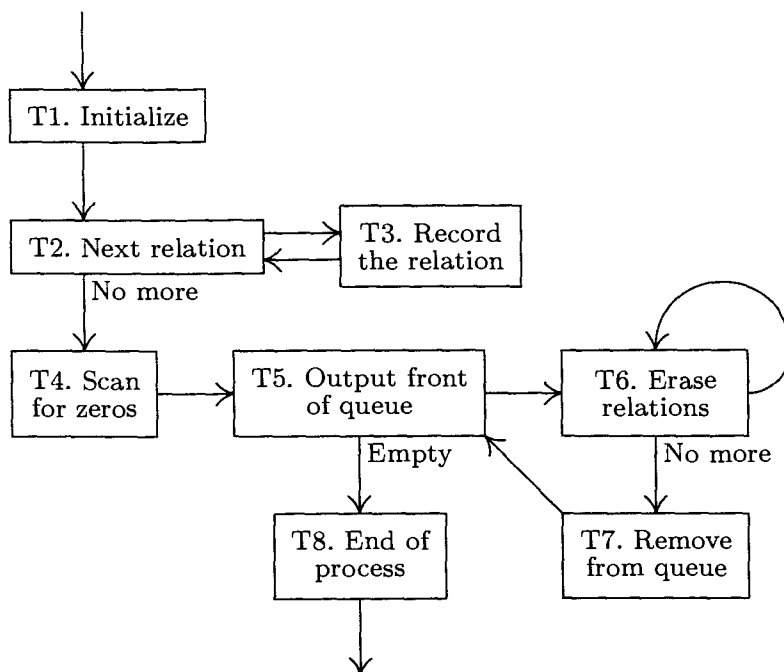 T1. Initialize
T2. Next relation
T3. Record
the relation
No more
T4. Scan
for zeros
T5. Output front
of queue
T6. Erase
relations
Empty
No more
T8. End of
process
T7. Remove
from queue